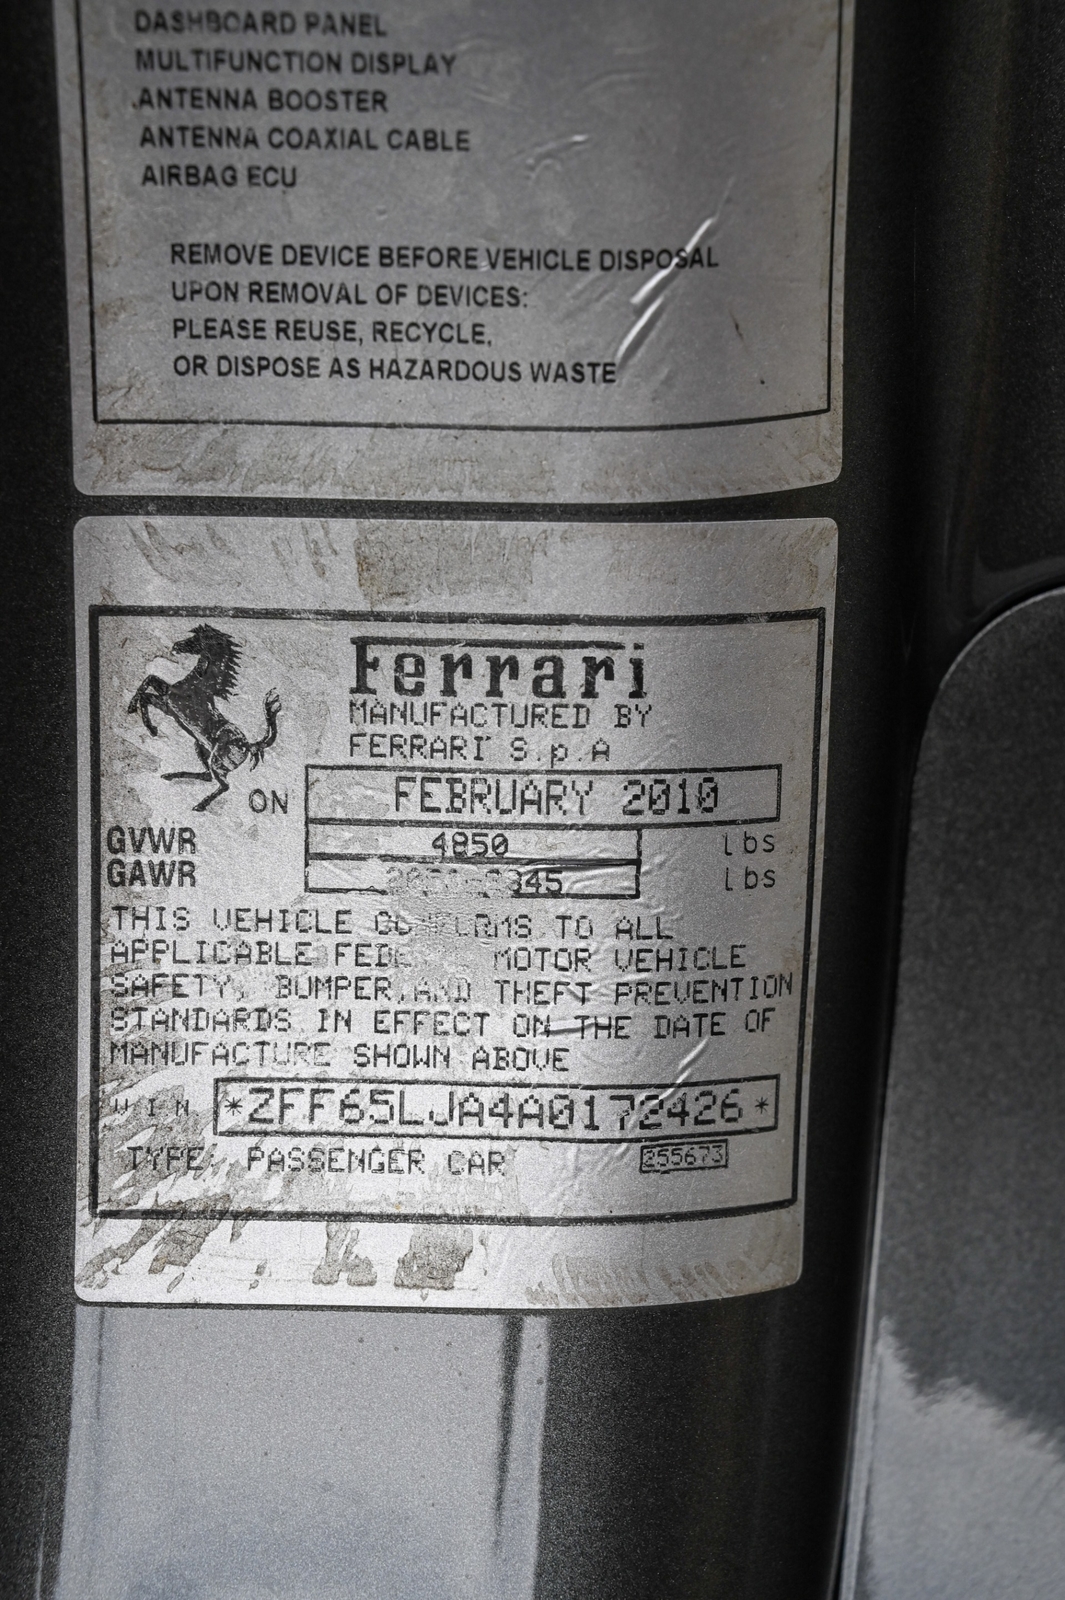 DASHBOARD PANEL
MULTIFUNCTION DISPLAY
ANTENNA BOOSTER
ANTENNA COAXIAL CABLE
AIRBAG ECU
REMOVE DEVICE BEFORE VEHICLE DISPOSAL
UPON REMOVAL OF DEVICES:
PLEASE REUSE, RECYCLE,
OR DISPOSE AS HAZARDOUS WASTE
Ferrari
MANUFACTURED BY
FERRARI S.p.A
ON FEBRUARY 2010
GVWR 4850 lbs
GAWR lbs
THIS VEHICLE TO ALL
APPLICABLE MOTOR VEHICLE
SAFETY, BUMPER, AND THEFT PREVENTION
STANDARDS IN EFFECT ON THE DATE OF
MANUFACTURE SHOWN ABOVE
V I N *ZFF65LJA4A0172426*
TYPE: PASSENGER CAR 255673